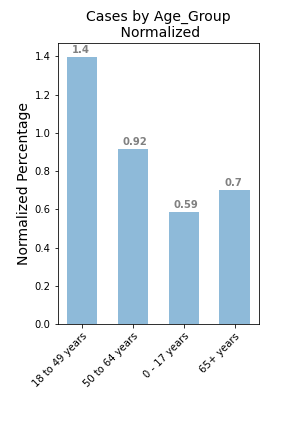 Cases by Age_Group
Normalized
Normalized Percentage
1.4
1.2
1.0
0.8
0.6
0.4
0.2
0.0
1.4
0.92
0.59
0.7
18 to 49 years
50 to 64 years
0 - 17 years
65+ years